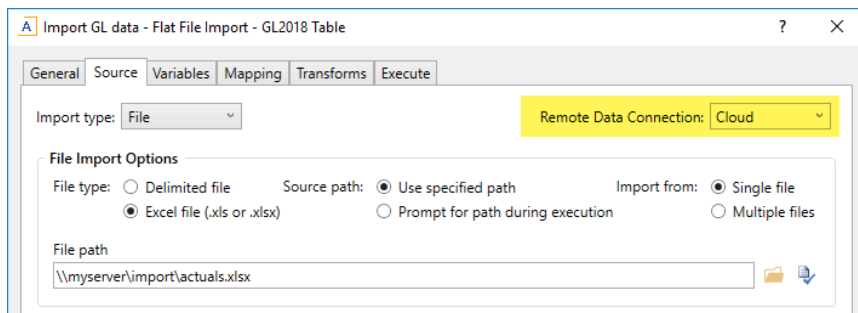 A Import GL data - Flat File Import - GL2018 Table ? X
General Source Variables Mapping Transforms Execute
Import type: File Remote Data Connection: Cloud
File Import Options
File type: Delimited file Source path: Use specified path Import from: Single file
Excel file (.xls or .xlsx) Prompt for path during execution Multiple files
File path
\\myserver\import\actuals.xlsx